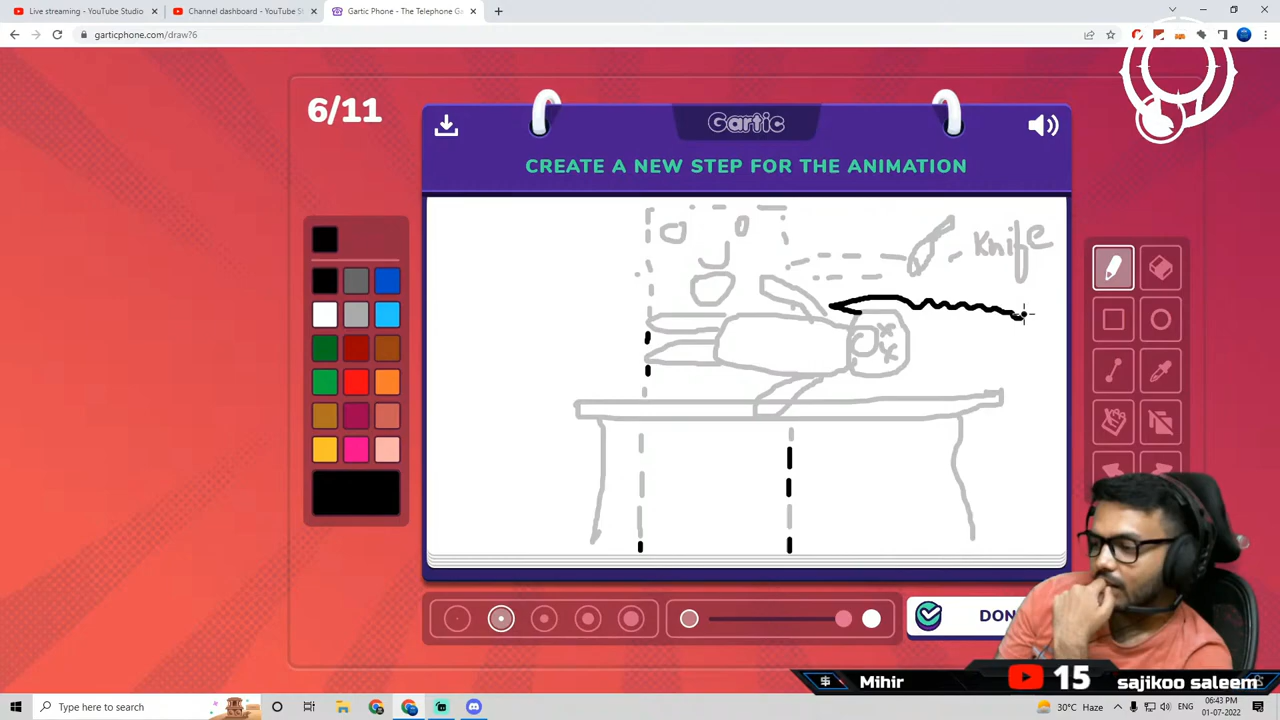 Live streaming - YouTube Studio
Channel dashboard - YouTube S
Gartic Phone - The Telephone Ga
garticphone.com/draw?6
6/11
Gartic
CREATE A NEW STEP FOR THE ANIMATION
Knife
DON
Mihir
15
sajikoo saleem
Type here to search
30°C Haze
ENG
06:43 PM
01-07-2022